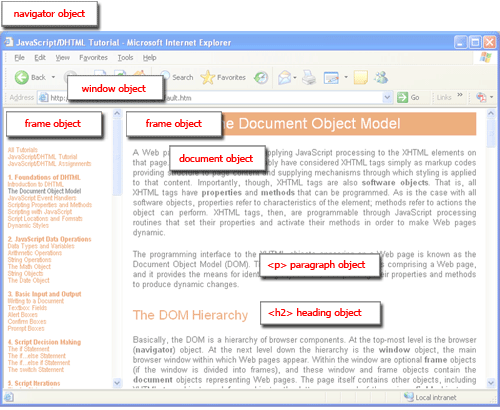 navigator object
JavaScript/DHTML Tutorial - Microsoft Internet Explorer
File Edit View Favorites Tools Help
Back Search Favorites
window object
Address http: ault.htm Go Links
frame object
frame object
he Document Object Model
document object
All Tutorials
JavaScript/DHTML Tutorial
JavaScript/DHTML Assignments
1. Foundations of DHTML
Introduction to DHTML
The Document Object Model
JavaScript Event Handlers
Scripting Properties and Methods
Scripting with JavaScript
Script Locations and Formats
Dynamic Styles
2. JavaScript Data Operations
Data Types and Variables
Arithmetic Operations
String Operations
The Math Object
String Objects
The Date Object
3. Basic Input and Output
Writing to a Document
Textbox Fields
Alert Boxes
Confirm Boxes
Prompt Boxes
4. Script Decision Making
The if Statement
The if...else Statement
The if...else if Statement
The switch Statement
5. Script Iterations
A Web pa pplying JavaScript processing to the XHTML elements on
that page. bly have considered XHTML tags simply as markup codes
providing structure to page content and supplying mechanisms through which styling is applied
to that content. Importantly, though, XHTML tags are also software objects. That is, all
XHTML tags have properties and methods that can be programmed. As is the case with all
software objects, properties refer to characteristics of the element; methods refer to actions the
object can perform. XHTML tags, then, are programmable through JavaScript processing
routines that set their properties and activate their methods in order to make Web pages
dynamic.
The programming interface to the XHTML objects comprising a Web page is known as the
Document Object Model (DOM). T s comprising a Web page,
<p> paragraph object
and it provides the means for identi their properties and methods
to produce dynamic changes.
The DOM Hierarchy
<h2> heading object
Basically, the DOM is a hierarchy of browser components. At the top-most level is the browser
(navigator) object. At the next level down the hierarchy is the window object, the main
browser window within which Web pages appear. Within the window are optional frame objects
(if the window is divided into frames), and these window and frame objects contain the
document objects representing Web pages. The page itself contains other objects, including
Local intranet